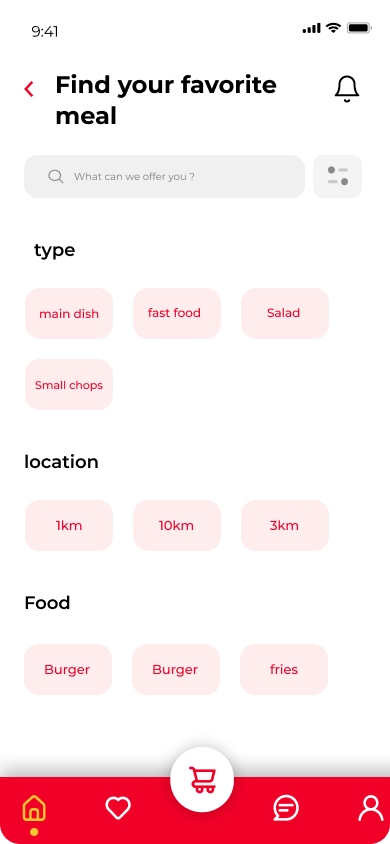 9:41
Find your favorite
meal
What can we offer you ?
type
main dish fast food Salad
Small chops
location
1km 10km 3km
Food
Burger Burger fries